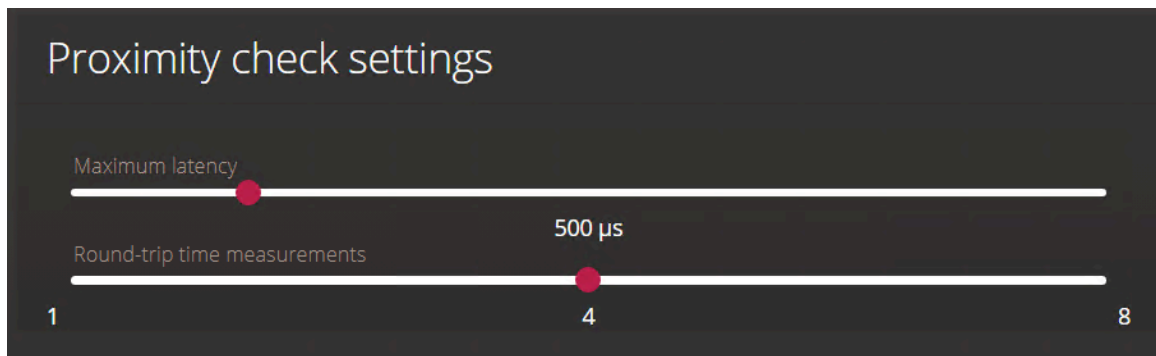 Proximity check settings
Maximum latency
500 µs
Round-trip time measurements
1 4 8